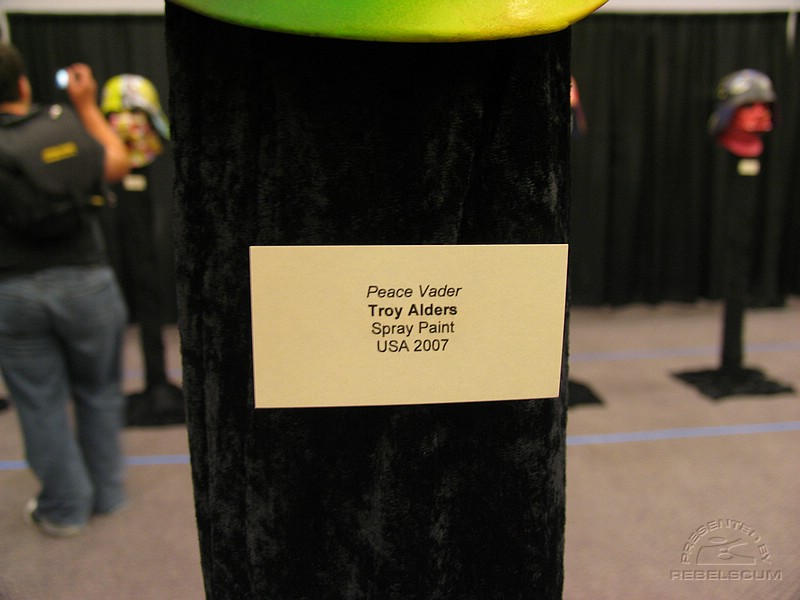 Peace Vader
Troy Alders
Spray Paint
USA 2007
PRESENTED BY
REBELSCUM